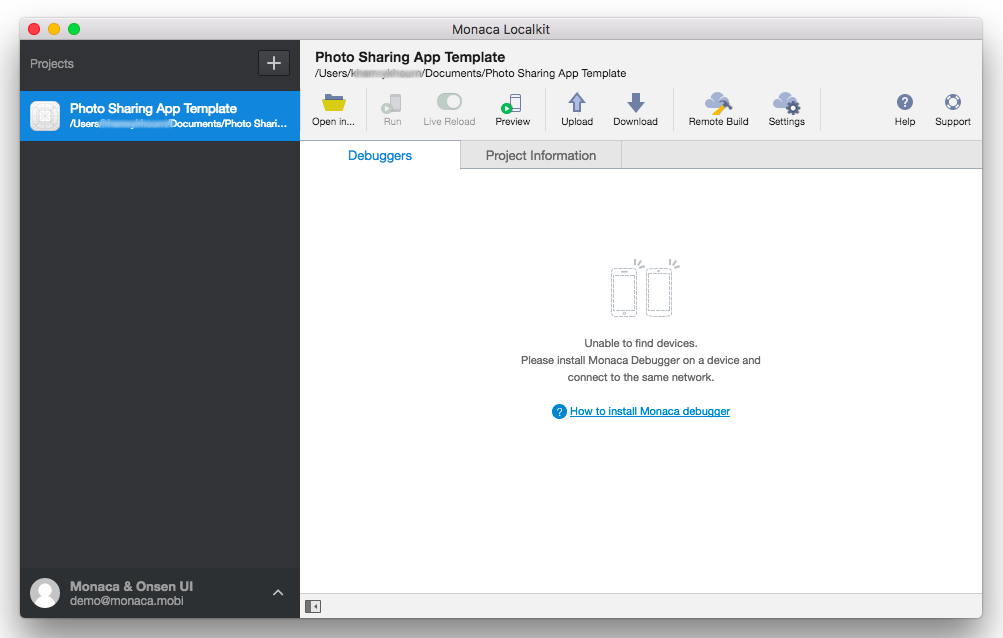 Monaca Localkit
Projects
Photo Sharing App Template
/Users/ Documents/Photo Shari...
Monaca & Onsen UI
demo@monaca.mobi
Photo Sharing App Template
/Users/ /Documents/Photo Sharing App Template
Open in... Run Live Reload Preview Upload Download Remote Build Settings Help Support
Debuggers Project Information
Unable to find devices.
Please install Monaca Debugger on a device and
connect to the same network.
? How to install Monaca debugger